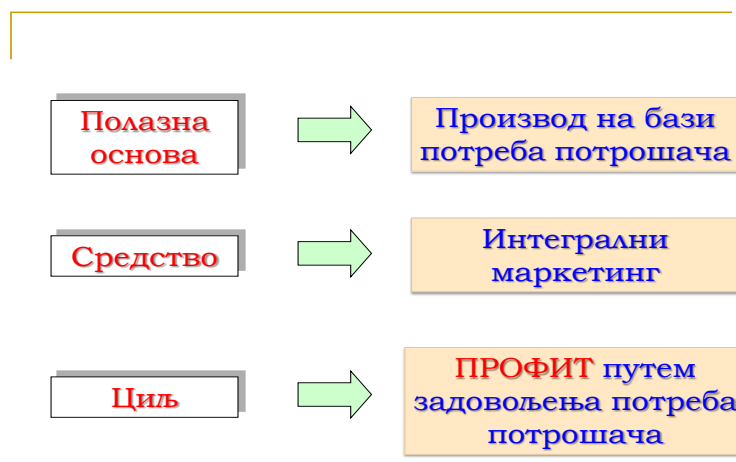 Полазна
основа
Производ на бази
потреба потрошача
Средство
Интегрални
маркетинг
Циљ
ПРОФИТ путем
задовољења потреба
потрошача